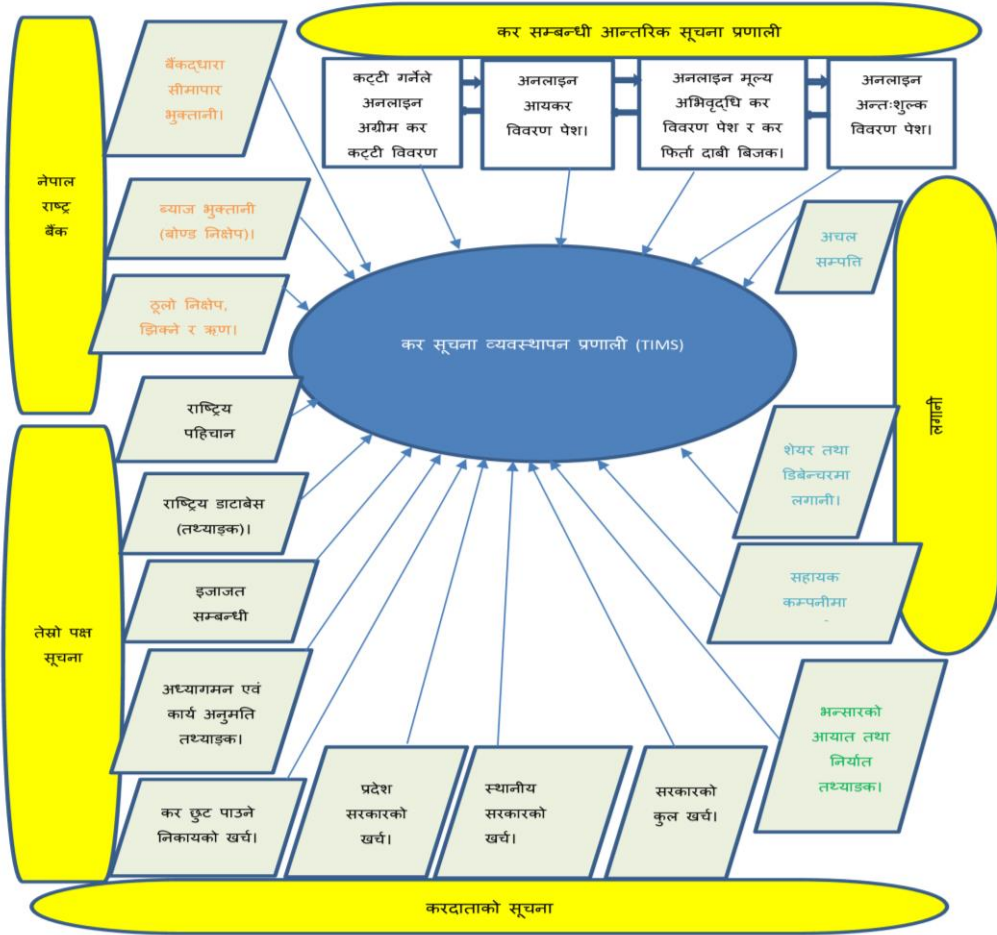 कर सम्बन्धी आन्तरिक सूचना प्रणाली
कट्टी गर्नेले
अनलाइन
अग्रीम कर
कट्टी विवरण
अनलाइन
आयकर
विवरण पेश।
अनलाइन मूल्य
अभिवृद्धि कर
विवरण पेश र कर
फिर्ता दाबी बिजक।
अनलाइन
अन्तःशुल्क
विवरण पेश।
नेपाल
राष्ट्र
बैंक
बैंकद्धारा
सीमापार
भुक्तानी।
ब्याज भुक्तानी
(बोण्ड निक्षेप)।
ठूलो निक्षेप,
झिक्ने र ऋण।
कर सूचना व्यवस्थापन प्रणाली (TIMS)
अचल
सम्पत्ति
लगानी
शेयर तथा
डिबेन्चरमा
लगानी।
सहायक
कम्पनीमा
तेस्रो पक्ष
सूचना
राष्ट्रिय
पहिचान
राष्ट्रिय डाटाबेस
(तथ्याङ्क)।
इजाजत
सम्बन्धी
अध्यागमन एवं
कार्य अनुमति
तथ्याङ्क।
कर छुट पाउने
निकायको खर्च।
प्रदेश
सरकारको
खर्च।
स्थानीय
सरकारको
खर्च।
सरकारको
कुल खर्च।
भन्सारको
आयात तथा
निर्यात
तथ्याङक।
करदाताको सूचना